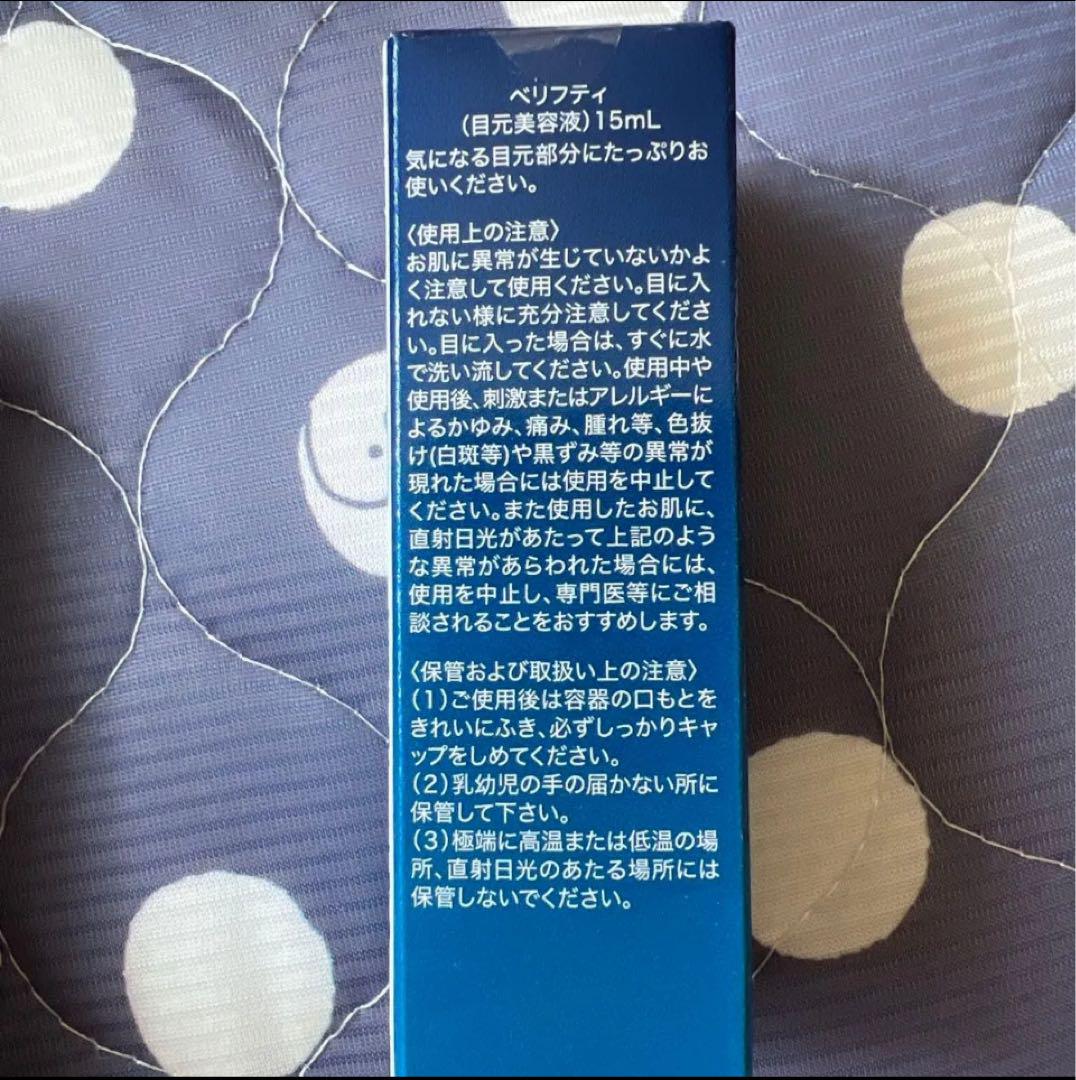 ベリフティ
（目元美容液）15mL
気になる目元部分にたっぷりお
使いください。
〈使用上の注意〉
お肌に異常が生じていないかよ
く注意して使用ください。目に入
れない様に充分注意してくださ
い。目に入った場合は、すぐに水
で洗い流してください。使用中や
使用後、刺激またはアレルギーに
よるかゆみ、痛み、腫れ等、色抜
け(白斑等)や黒ずみ等の異常が
現れた場合には使用を中止して
ください。また使用したお肌に、
直射日光があたって上記のよう
な異常があらわれた場合には、
使用を中止し、専門医等にご相
談されることをおすすめします。
〈保管および取扱い上の注意〉
（1）ご使用後は容器の口もとを
きれいにふき、必ずしっかりキャ
ップをしめてください。
（2）乳幼児の手の届かない所に
保管して下さい。
（3）極端に高温または低温の場
所、直射日光のあたる場所には
保管しないでください。